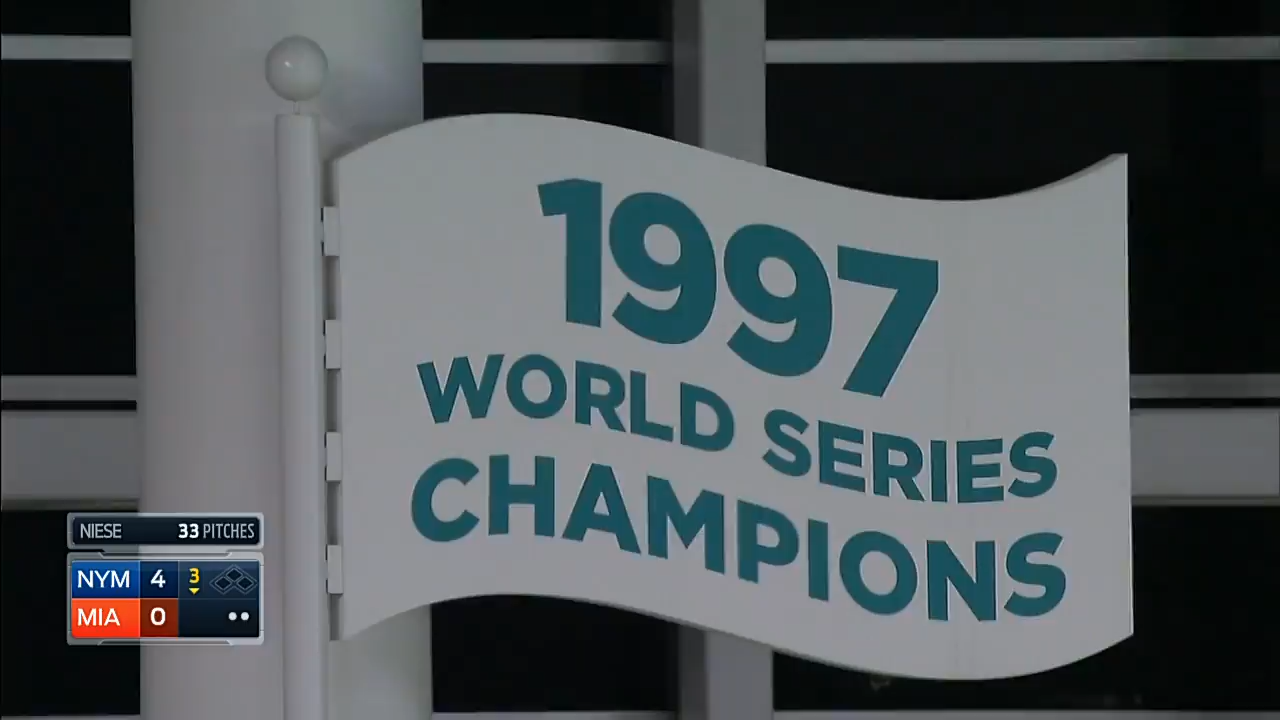 1997
WORLD SERIES
CHAMPIONS
NIESE 33 PITCHES
NYM 4 3
MIA 0